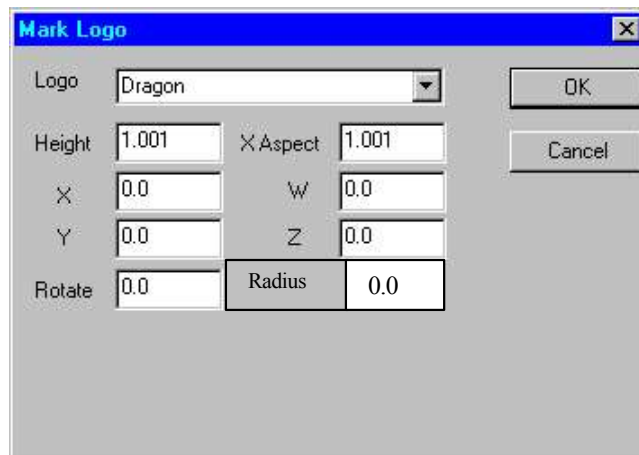 Mark Logo
Logo Dragon OK
Height 1.001 X Aspect 1.001 Cancel
X 0.0 W 0.0
Y 0.0 Z 0.0
Rotate 0.0 Radius 0.0